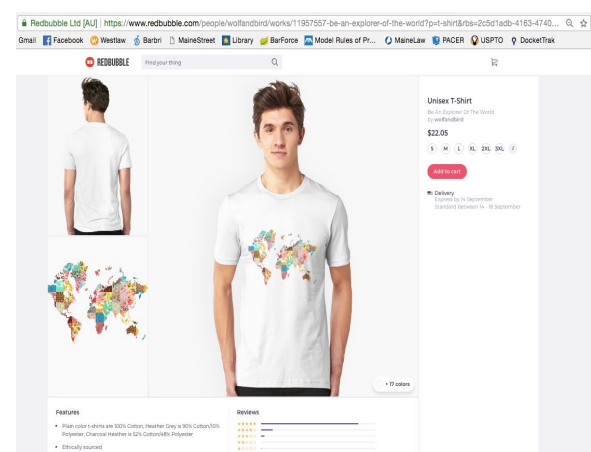 Redbubble Ltd [AU] | https://www.redbubble.com/people/wolfandbird/works/11957557-be-an-explorer-of-the-world?p=t-shirt&rbs=2c5d1adb-4163-4740...
Gmail Facebook Westlaw Barbri MaineStreet Library BarForce Model Rules of Pr... MaineLaw PACER USPTO DocketTrak
REDBUBBLE Find your thing
Unisex T-Shirt
Be An Explorer Of The World
by wolfandbird
$22.05
S M L XL 2XL 3XL
Add to cart
Delivery
Express by 14 September
Standard between 14 - 18 September
+ 17 colors
Features
• Plain color t-shirts are 100% Cotton, Heather Grey is 90% Cotton/10%
Polyester, Charcoal Heather is 52% Cotton/48% Polyester
• Ethically sourced
Reviews